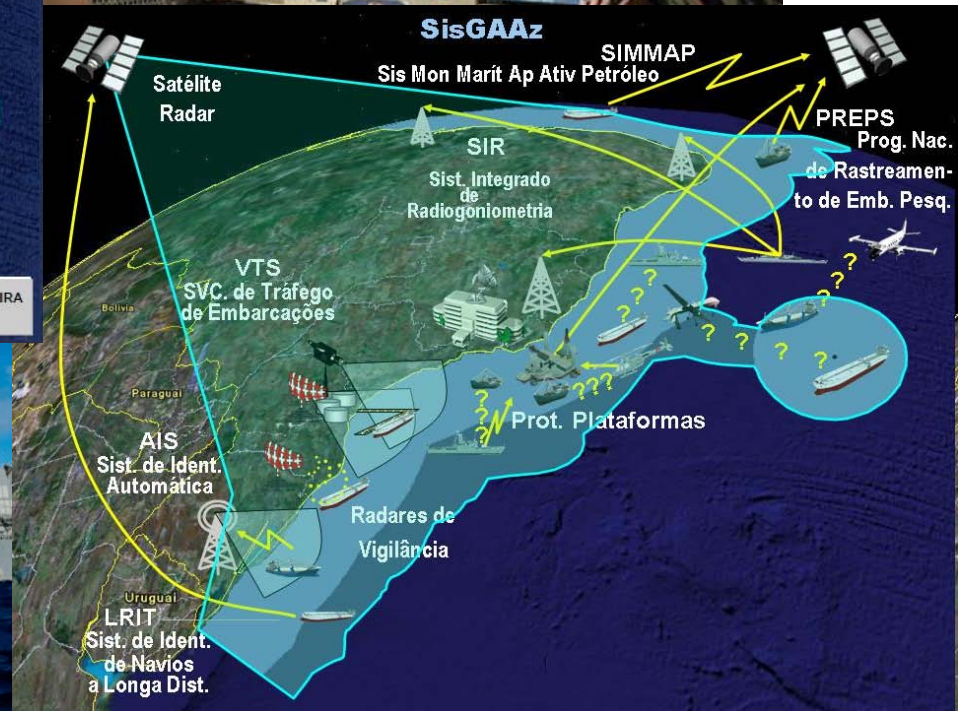 SisGAAz
SIMMAP
Sis Mon Marít Ap Ativ Petróleo
Satélite
Radar
PREPS
Prog. Nac.
de Rastreamen-
to de Emb. Pesq.
SIR
Sist. Integrado
de
Radiogoniometria
VTS
SVC. de Tráfego
de Embarcações
IRA
Bolivia
?
?
?
?
?
?
?
?
?
?
?
Paraguai
???
?
?
?
Prot. Plataformas
AIS
Sist. de Ident.
Automática
Radares de
Vigilância
Uruguai
LRIT
Sist. de Ident.
de Navios
a Longa Dist.